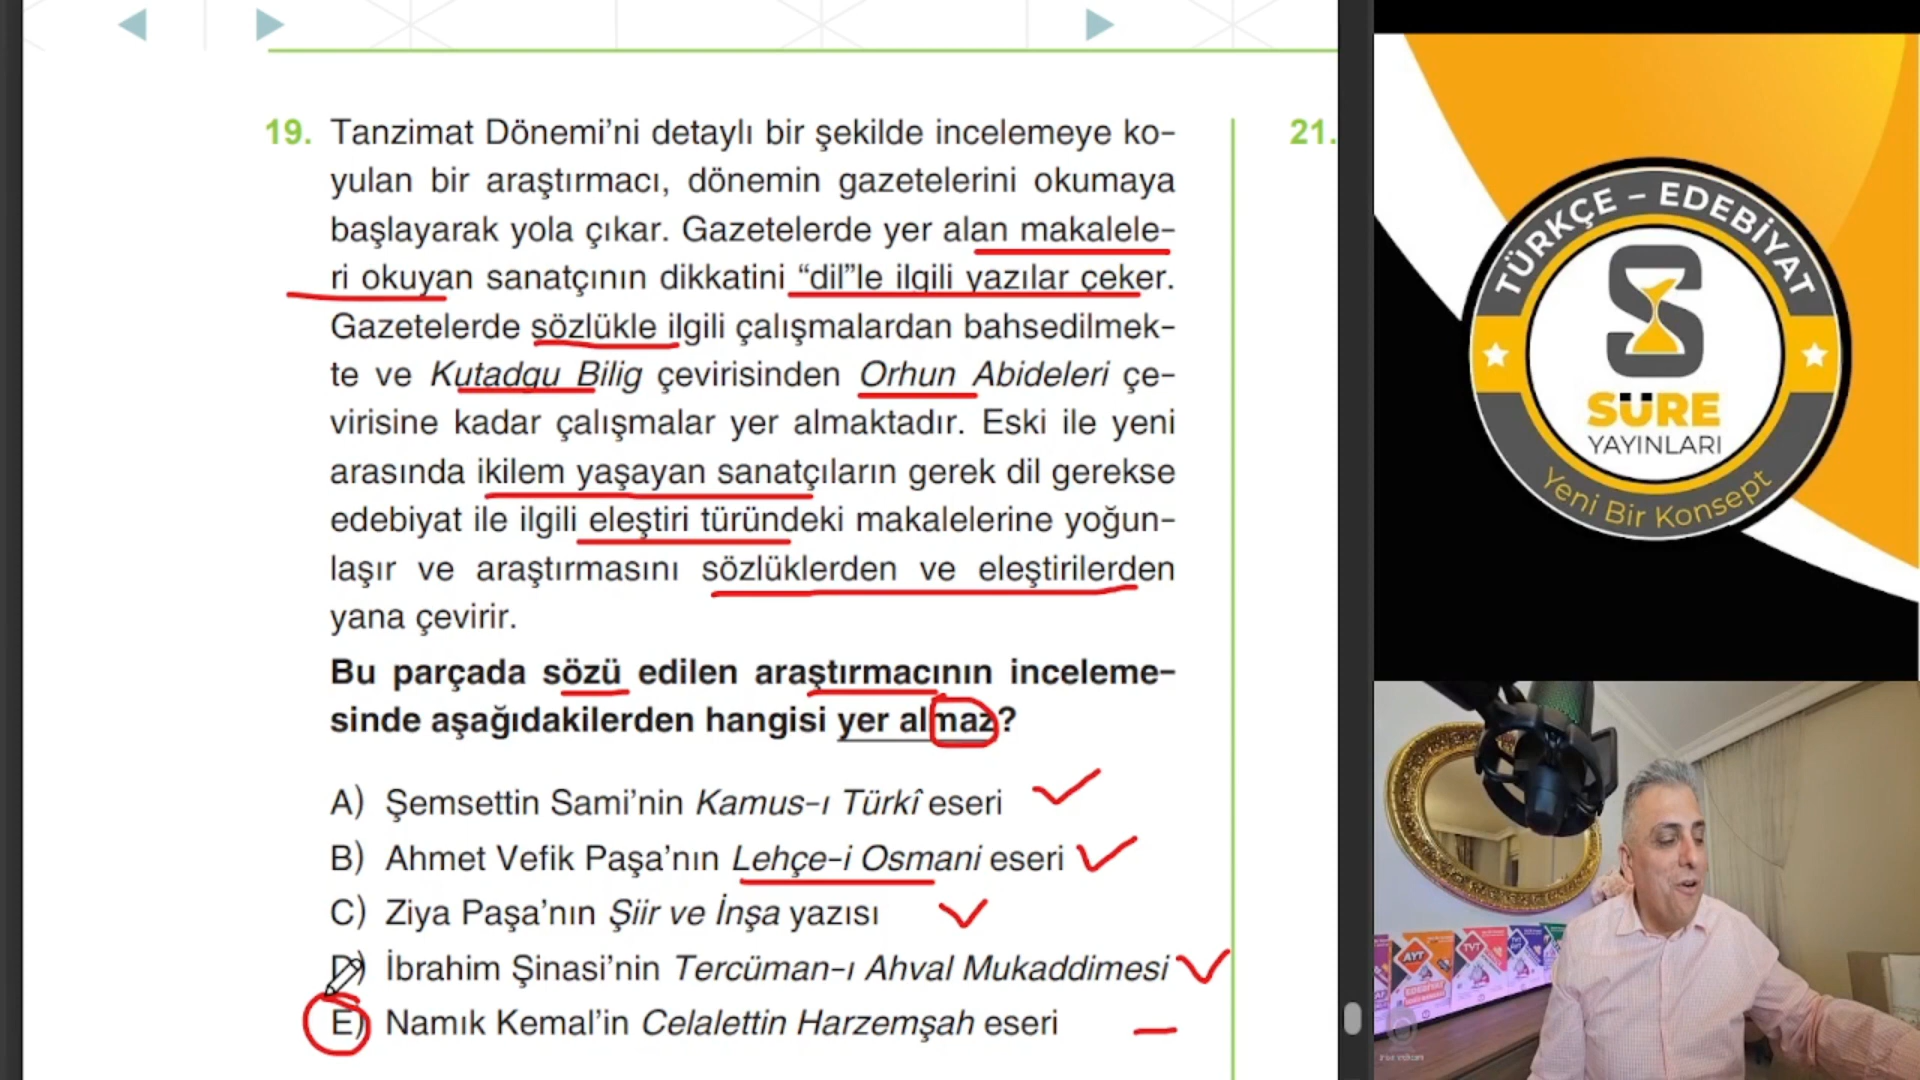 19. Tanzimat Dönemi’ni detaylı bir şekilde incelemeye ko-
yulan bir araştırmacı, dönemin gazetelerini okumaya
başlayarak yola çıkar. Gazetelerde yer alan makalele-
ri okuyan sanatçının dikkatini “dil”le ilgili yazılar çeker.
Gazetelerde sözlükle ilgili çalışmalardan bahsedilmek-
te ve Kutadgu Bilig çevirisinden Orhun Abideleri çe-
virisine kadar çalışmalar yer almaktadır. Eski ile yeni
arasında ikilem yaşayan sanatçıların gerek dil gerekse
edebiyat ile ilgili eleştiri türündeki makalelerine yoğun-
laşır ve araştırmasını sözlüklerden ve eleştirilerden
yana çevirir.
Bu parçada sözü edilen araştırmacının inceleme-
sinde aşağıdakilerden hangisi yer almaz?
A) Şemsettin Sami’nin Kamus-ı Türkî eseri
B) Ahmet Vefik Paşa’nın Lehçe-i Osmani eseri
C) Ziya Paşa’nın Şiir ve İnşa yazısı
D) İbrahim Şinasi’nin Tercüman-ı Ahval Mukaddimesi
E) Namık Kemal’in Celalettin Harzemşah eseri
21.
TÜRKÇE – EDEBİYAT
SÜRE
YAYINLARI
Yeni Bir Konsept
AYT
TVT